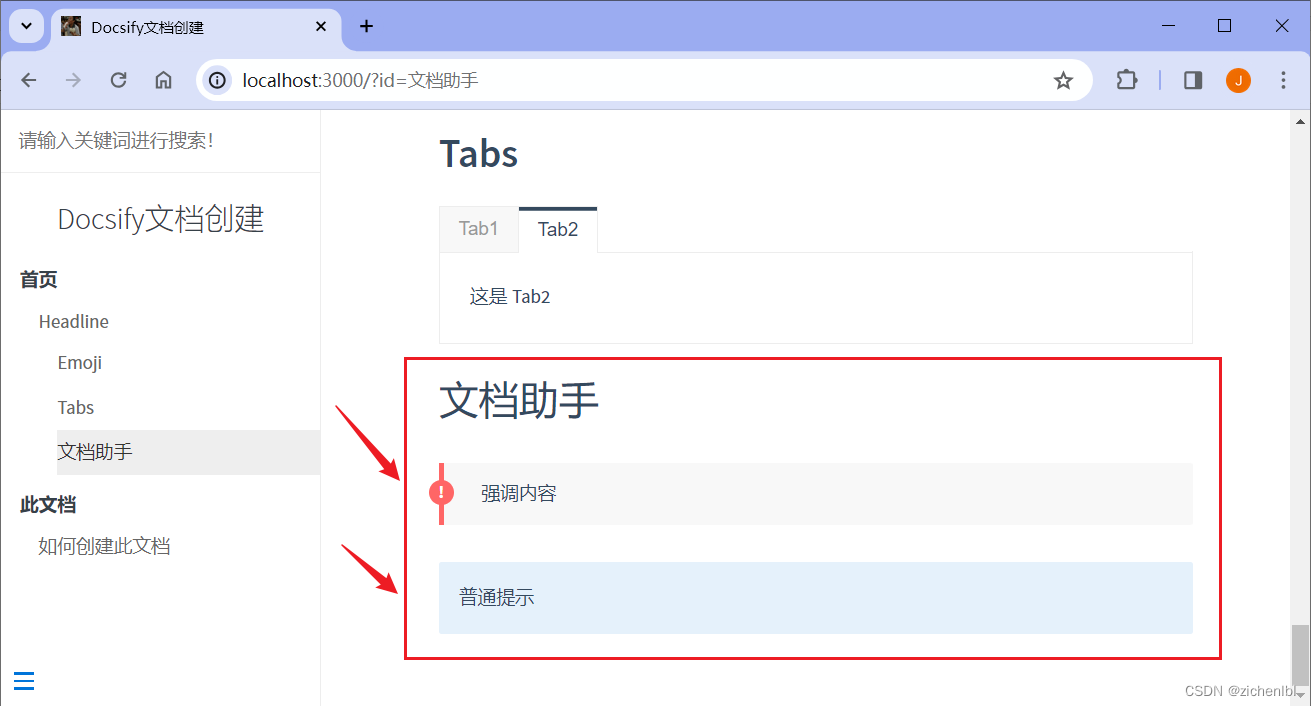 Docsify文档创建
localhost:3000/?id=文档助手
J
请输入关键词进行搜索!
Docsify文档创建
首页
Headline
Emoji
Tabs
文档助手
此文档
如何创建此文档
Tabs
Tab1 Tab2
这是 Tab2
文档助手
! 强调内容
普通提示
CSDN @zichenlbl